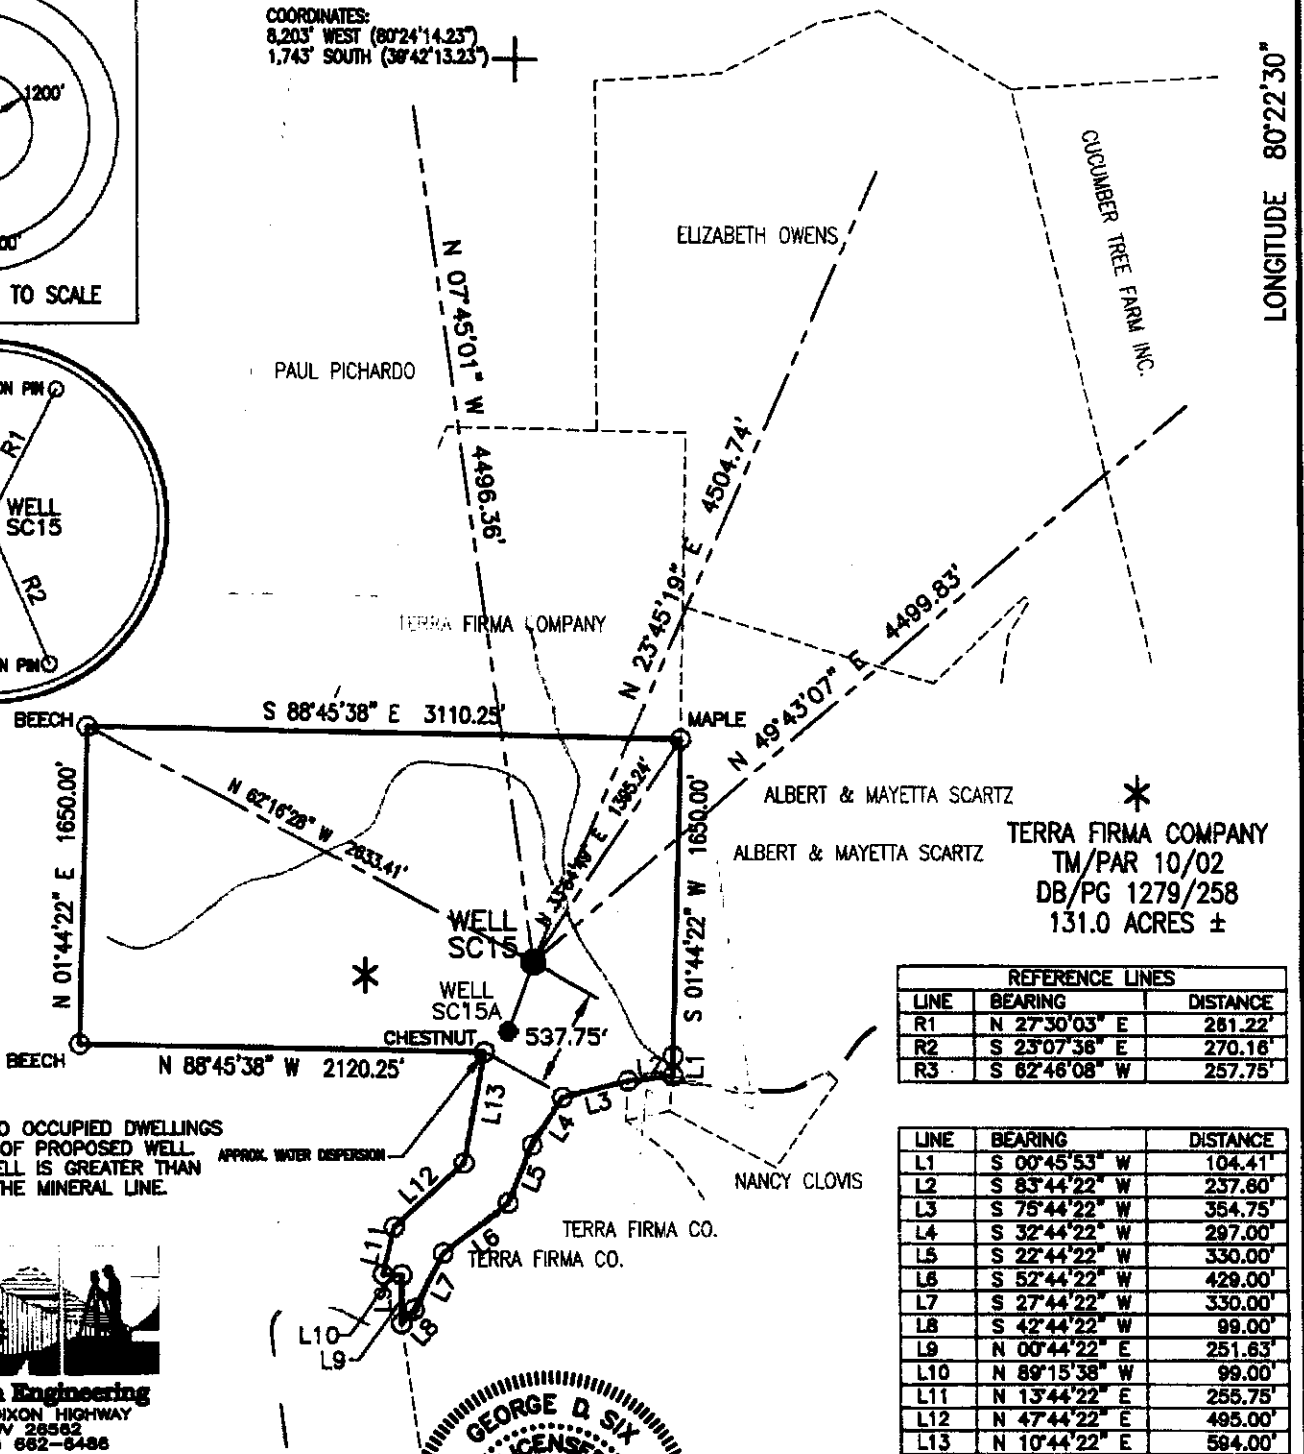 COORDINATES:
8,203' WEST (80°24'14.23")
1,743' SOUTH (39°42'13.23")
LONGITUDE 80°22'30"
1200'
00'
TO SCALE
ON PIN
R1
WELL
SC15
R2
N PIN
CUCUMBER TREE FARM INC.
ELIZABETH OWENS
PAUL PICHARDO
N 07°45'01" W 4496.36'
N 23°45'19" E 4504.74'
N 49°43'07" E 4499.83'
TERRA FIRMA COMPANY
BEECH
S 88°45'38" E 3110.25'
MAPLE
N 01°44'22" E 1650.00'
N 62°16'28" W 2633.41'
E 1395.24'
S 01°44'22" W 1650.00'
ALBERT & MAYETTA SCARTZ
ALBERT & MAYETTA SCARTZ
TERRA FIRMA COMPANY
TM/PAR 10/02
DB/PG 1279/258
131.0 ACRES ±
WELL
SC15
WELL
SC15A
537.75'
CHESTNUT
BEECH
N 88°45'38" W 2120.25'
REFERENCE LINES
LINE BEARING DISTANCE
R1 N 27°30'03" E 261.22'
R2 S 23°07'36" E 270.16'
R3 S 62°46'08" W 257.75'
O OCCUPIED DWELLINGS
OF PROPOSED WELL.
ELL IS GREATER THAN
THE MINERAL LINE.
APPROX. WATER DISPERSION
L1
L2
L3
L4
L5
L6
L7
L8
L9
L10
L11
L12
L13
NANCY CLOVIS
TERRA FIRMA CO.
TERRA FIRMA CO.
LINE BEARING DISTANCE
L1 S 00°45'53" W 104.41'
L2 S 83°44'22" W 237.60'
L3 S 75°44'22" W 354.75'
L4 S 32°44'22" W 297.00'
L5 S 22°44'22" W 330.00'
L6 S 52°44'22" W 429.00'
L7 S 27°44'22" W 330.00'
L8 S 42°44'22" W 99.00'
L9 N 00°44'22" E 251.63'
L10 N 89°15'38" W 99.00'
L11 N 13°44'22" E 255.75'
L12 N 47°44'22" E 495.00'
L13 N 10°44'22" E 594.00'
Engineering
DIXON HIGHWAY
V 26562
662-6486
GEORGE D. SIX
ICENSE